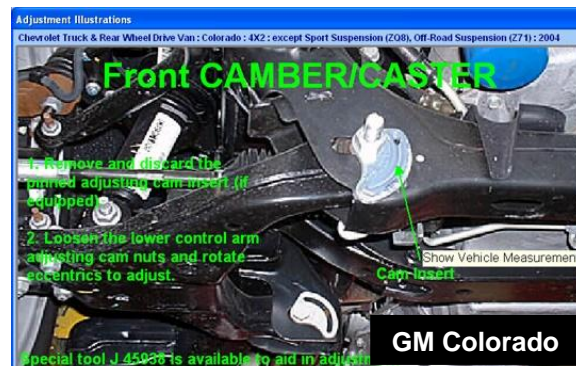 Adjustment Illustrations
Chevrolet Truck & Rear Wheel Drive Van : Colorado : 4X2 : except Sport Suspension (ZQ8), Off-Road Suspension (Z71) : 2004
Front CAMBER/CASTER
1. Remove and discard the
pinned adjusting cam insert (if
equipped).
2. Loosen the lower control arm
adjusting cam nuts and rotate
eccentrics to adjust.
Show Vehicle Measuremen
Cam Insert
GM Colorado
Special tool J 45938 is available to aid in adjustm